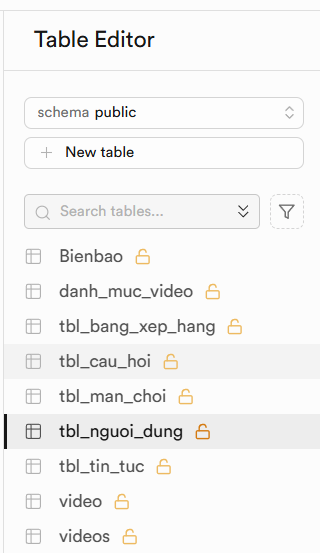 Table Editor
schema public
New table
Search tables...
Bienbao
danh_muc_video
tbl_bang_xep_hang
tbl_cau_hoi
tbl_man_choi
tbl_nguoi_dung
tbl_tin_tuc
video
videos